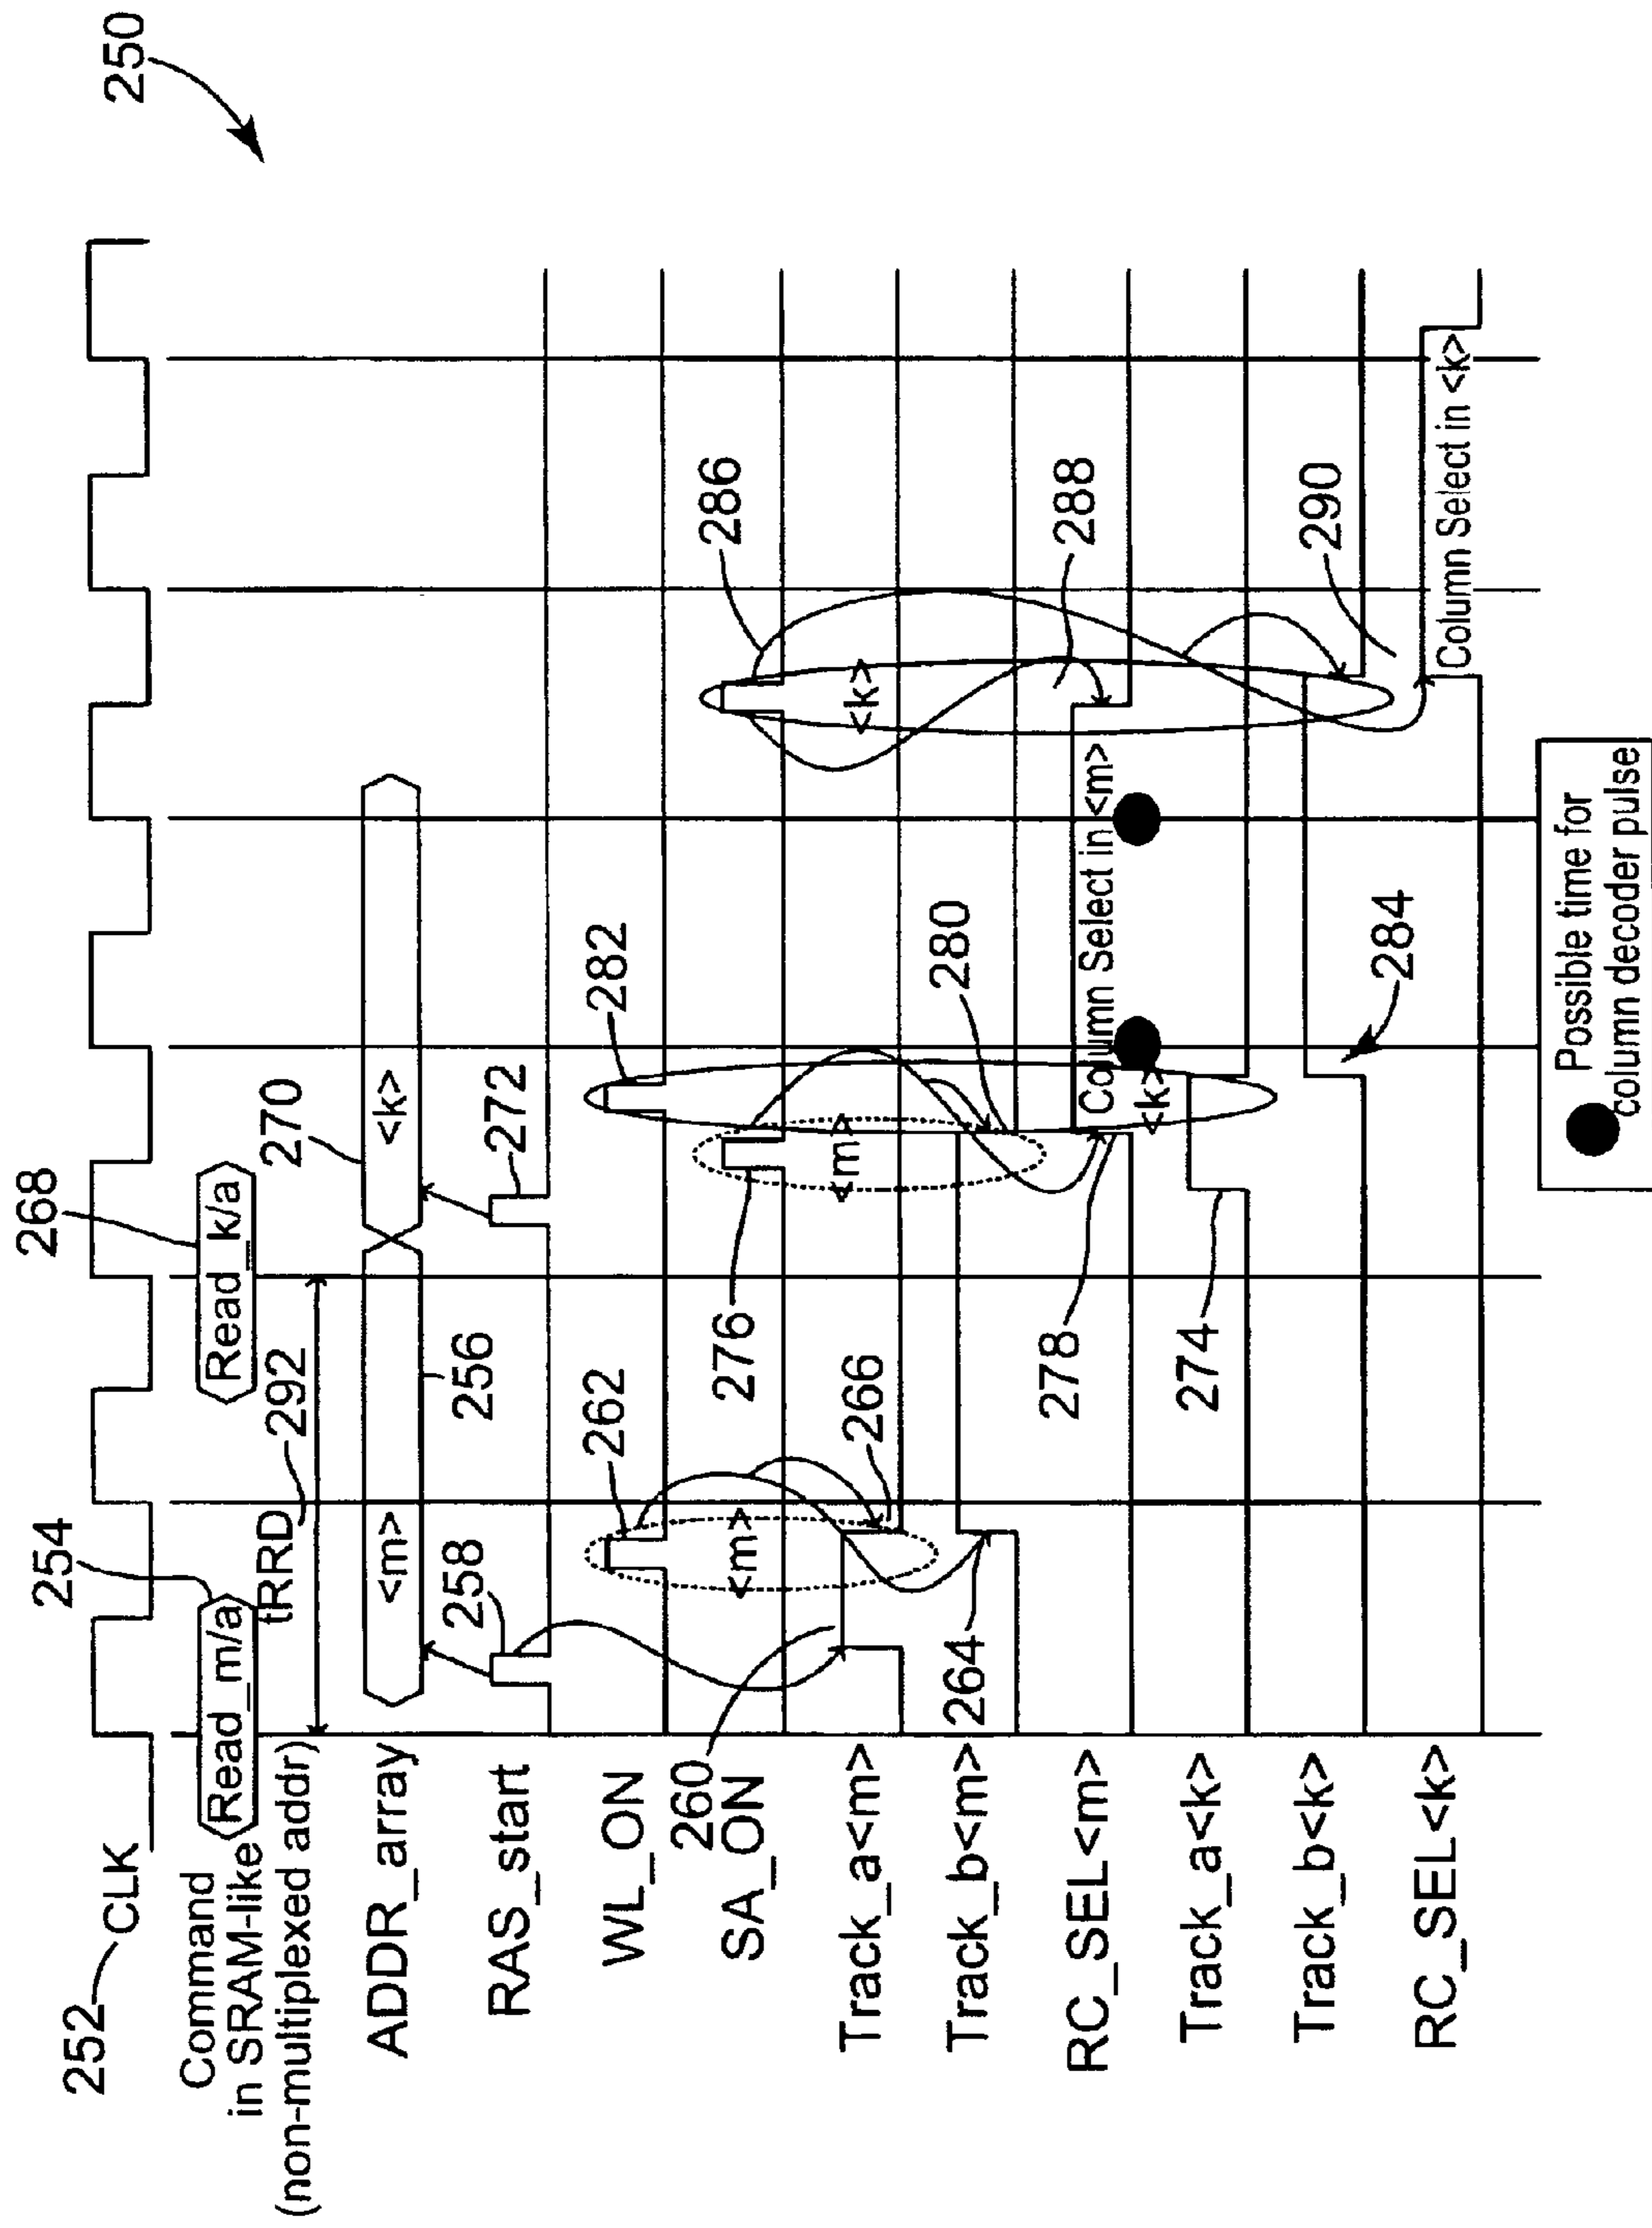 250
252
CLK
254
268
Command
in SRAM-like
(non-multiplexed addr)
Read_m/a
Read_k/a
tRRD
292
270
ADDR_array
<m>
<k>
256
RAS_start
258
272
WL_ON
262
282
SA_ON
260
<m>
276
<m>
286
<k>
Track_a<m>
266
Track_b<m>
264
280
RC_SEL<m>
278
Column Select in <m>
288
Track_a<k>
274
<k>
Track_b<k>
284
290
RC_SEL<k>
Column Select in <k>
Possible time for
column decoder pulse